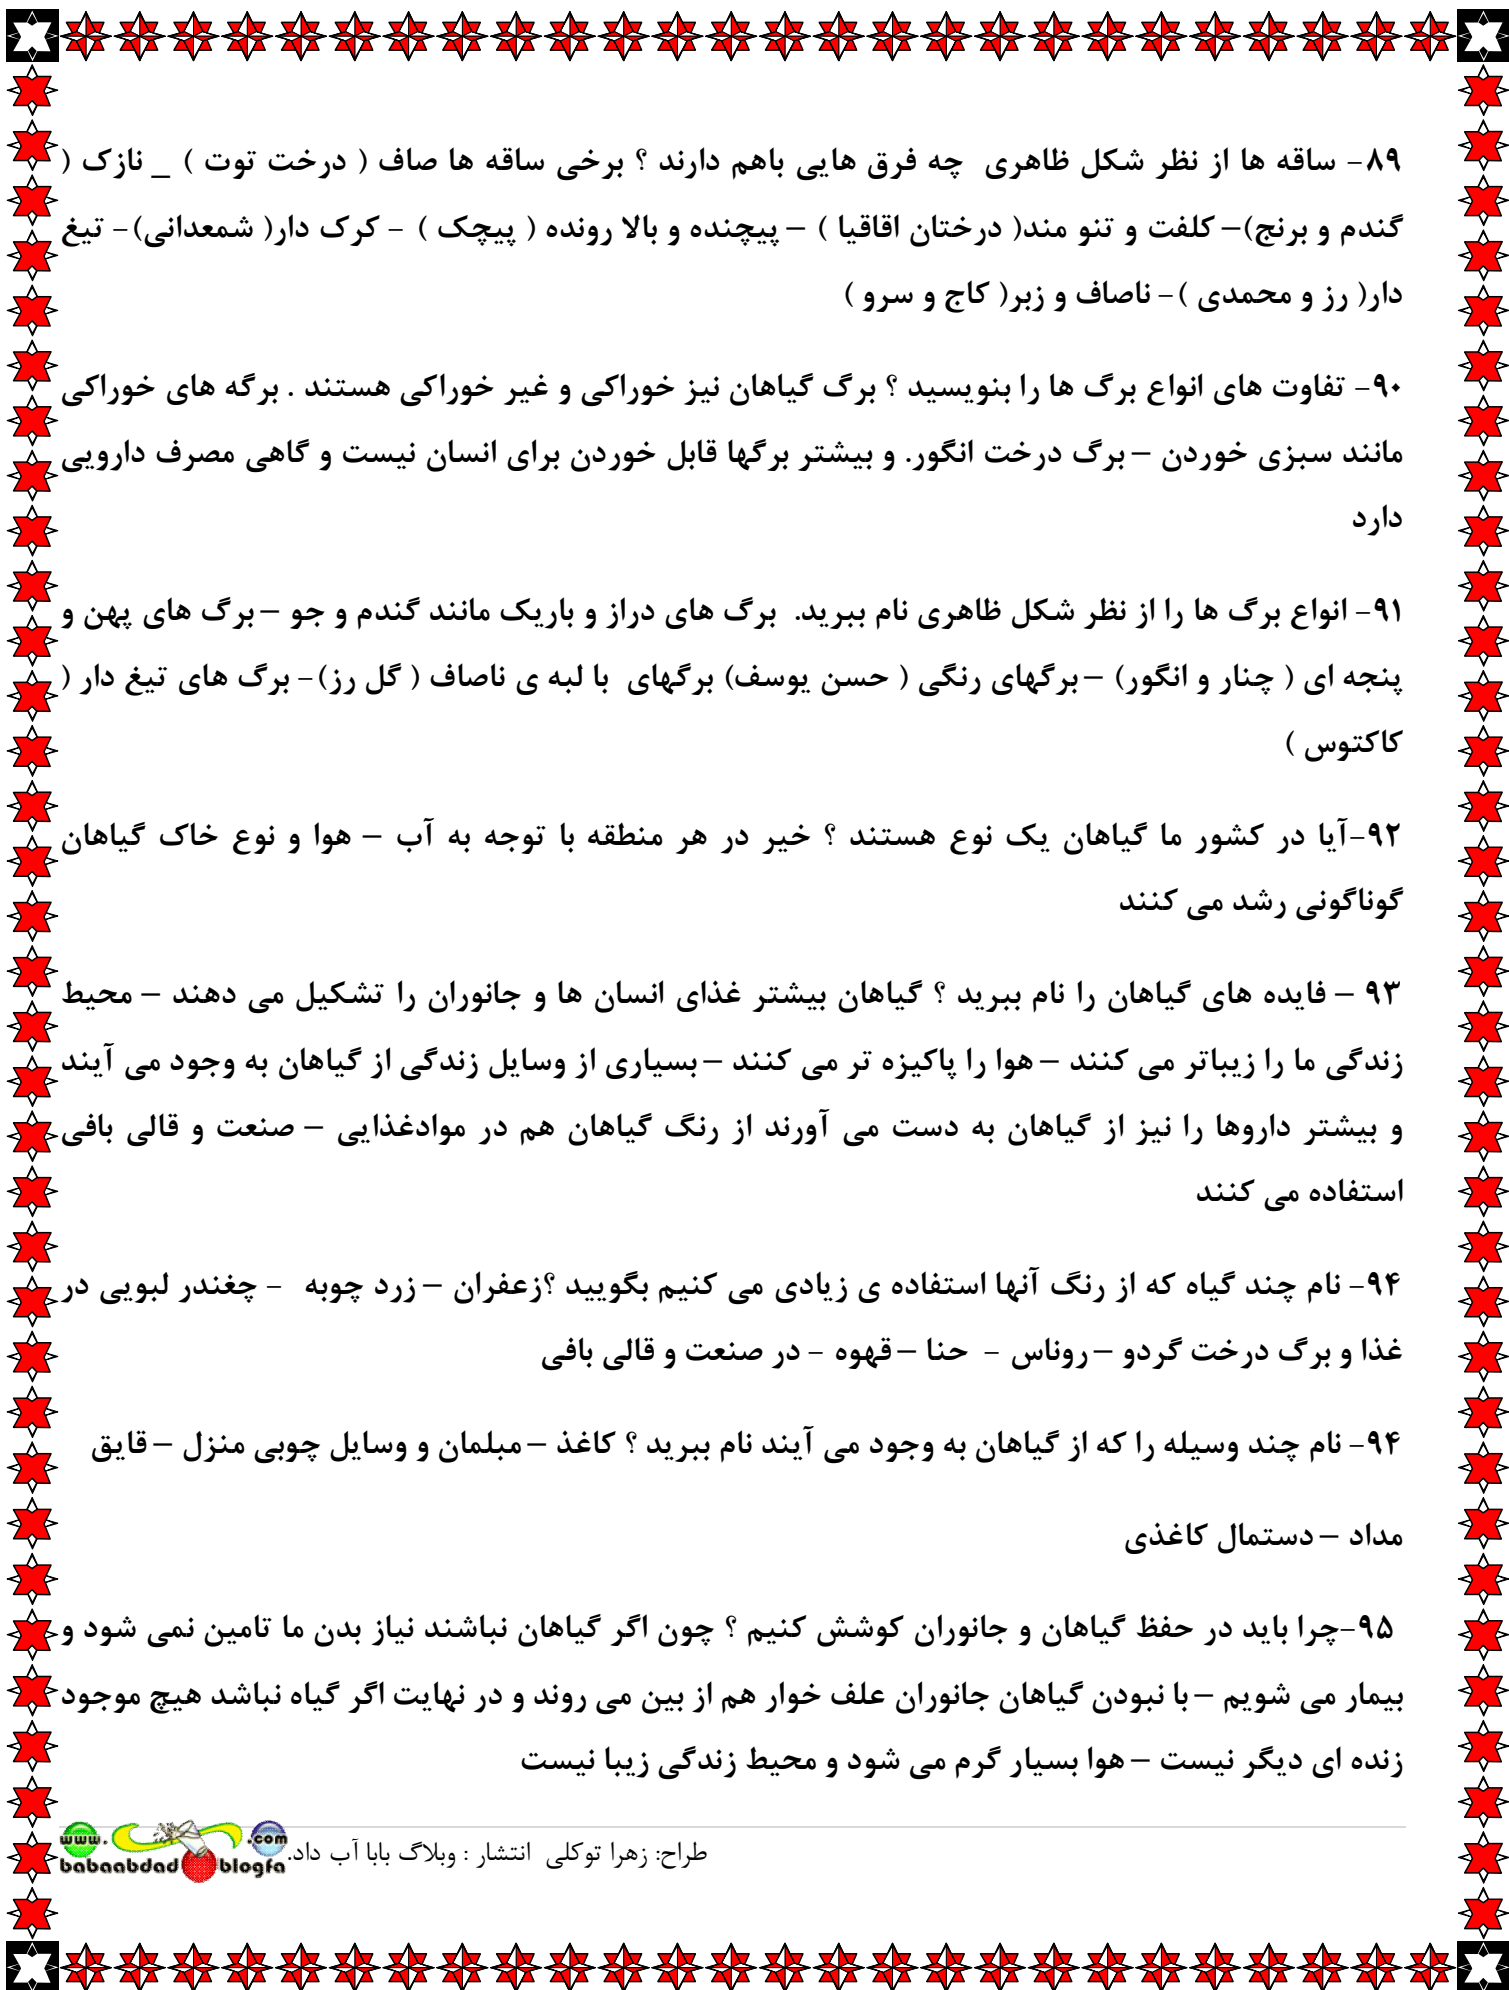 ۸۹- ساقه ها از نظر شکل ظاهری چه فرق هایی باهم دارند ؟ برخی ساقه ها صاف ( درخت توت ) _ نازک (
گندم و برنج)– کلفت و تنو مند( درختان اقاقیا ) – پیچنده و بالا رونده ( پیچک ) - کرک دار( شمعدانی)- تیغ
دار( رز و محمدی )- ناصاف و زبر( کاج و سرو )
۹۰- تفاوت های انواع برگ ها را بنویسید ؟ برگ گیاهان نیز خوراکی و غیر خوراکی هستند . برگه های خوراکی
مانند سبزی خوردن – برگ درخت انگور. و بیشتر برگها قابل خوردن برای انسان نیست و گاهی مصرف دارویی
دارد
۹۱- انواع برگ ها را از نظر شکل ظاهری نام ببرید. برگ های دراز و باریک مانند گندم و جو – برگ های پهن و
پنجه ای ( چنار و انگور) – برگهای رنگی ( حسن یوسف) برگهای با لبه ی ناصاف ( گل رز)- برگ های تیغ دار (
کاکتوس )
۹۲-آیا در کشور ما گیاهان یک نوع هستند ؟ خیر در هر منطقه با توجه به آب – هوا و نوع خاک گیاهان
گوناگونی رشد می کنند
۹۳ – فایده های گیاهان را نام ببرید ؟ گیاهان بیشتر غذای انسان ها و جانوران را تشکیل می دهند – محیط
زندگی ما را زیباتر می کنند – هوا را پاکیزه تر می کنند – بسیاری از وسایل زندگی از گیاهان به وجود می آیند
و بیشتر داروها را نیز از گیاهان به دست می آورند از رنگ گیاهان هم در موادغذایی – صنعت و قالی بافی
استفاده می کنند
۹۴- نام چند گیاه که از رنگ آنها استفاده ی زیادی می کنیم بگویید ؟زعفران – زرد چوبه - چغندر لبویی در
غذا و برگ درخت گردو – روناس - حنا – قهوه - در صنعت و قالی بافی
۹۴- نام چند وسیله را که از گیاهان به وجود می آیند نام ببرید ؟ کاغذ – مبلمان و وسایل چوبی منزل – قایق
مداد – دستمال کاغذی
۹۵-چرا باید در حفظ گیاهان و جانوران کوشش کنیم ؟ چون اگر گیاهان نباشند نیاز بدن ما تامین نمی شود و
بیمار می شویم – با نبودن گیاهان جانوران علف خوار هم از بین می روند و در نهایت اگر گیاه نباشد هیچ موجود
زنده ای دیگر نیست – هوا بسیار گرم می شود و محیط زندگی زیبا نیست
طراح: زهرا توکلی انتشار : وبلاگ بابا آب داد.
www. .com
babaabdad blogfa